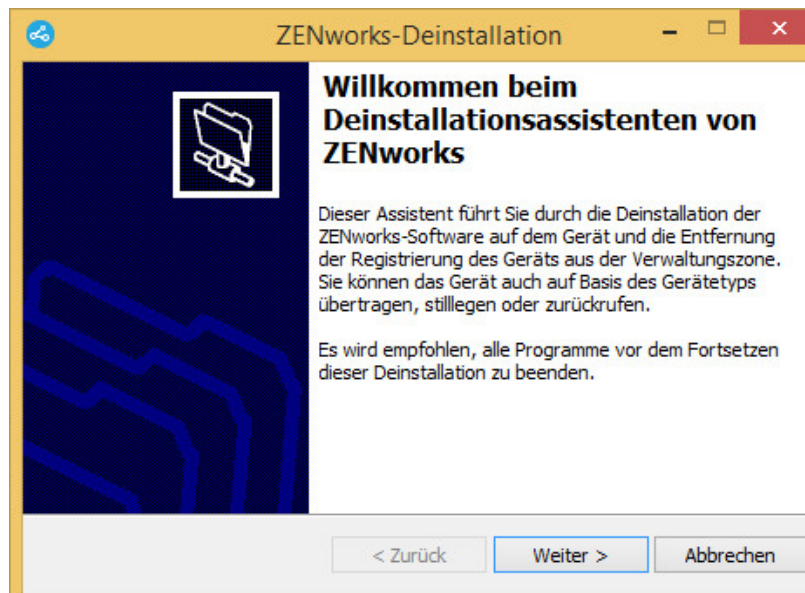 ZENworks-Deinstallation
Willkommen beim
Deinstallationsassistenten von
ZENworks
Dieser Assistent führt Sie durch die Deinstallation der
ZENworks-Software auf dem Gerät und die Entfernung
der Registrierung des Geräts aus der Verwaltungszone.
Sie können das Gerät auch auf Basis des Gerätetyps
übertragen, stilllegen oder zurückrufen.
Es wird empfohlen, alle Programme vor dem Fortsetzen
dieser Deinstallation zu beenden.
< Zurück
Weiter >
Abbrechen